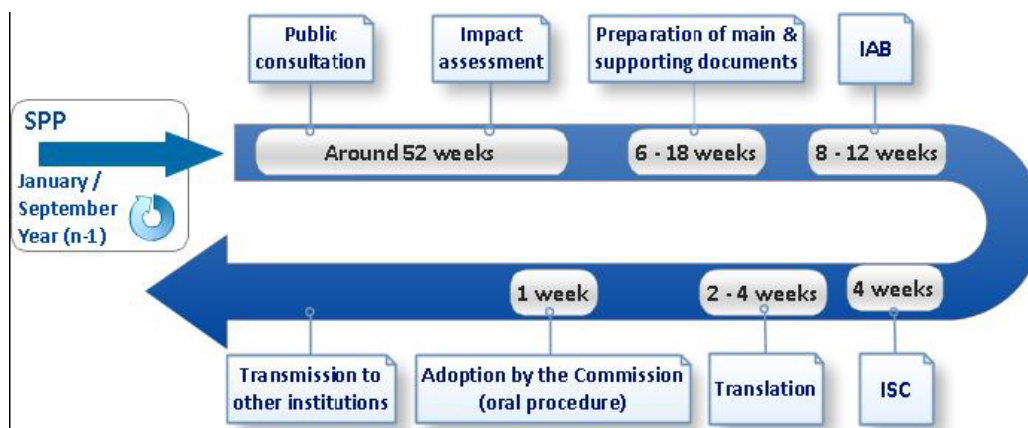 Public
consultation
Impact
assessment
Preparation of main &
supporting documents
IAB
SPP
January /
September
Year (n-1)
Around 52 weeks
6 - 18 weeks
8 - 12 weeks
1 week
2 - 4 weeks
4 weeks
Transmission to
other institutions
Adoption by the Commission
(oral procedure)
Translation
ISC